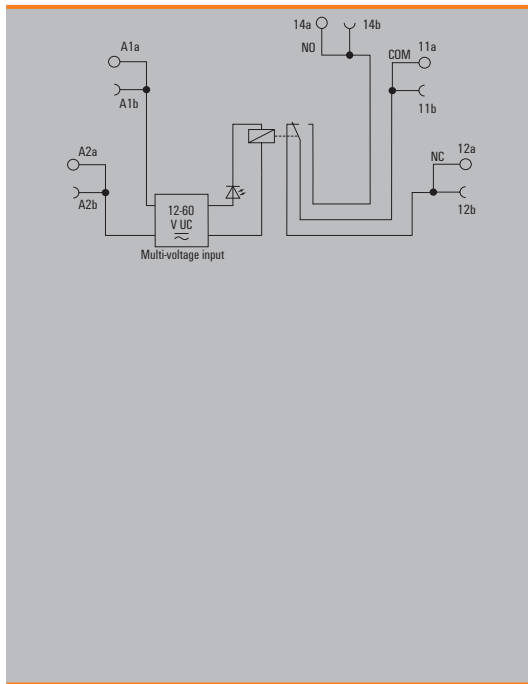 14a
14b
NO
A1a
COM
11a
A1b
11b
A2a
NC
12a
A2b
12b
12-60
V UC
Multi-voltage input